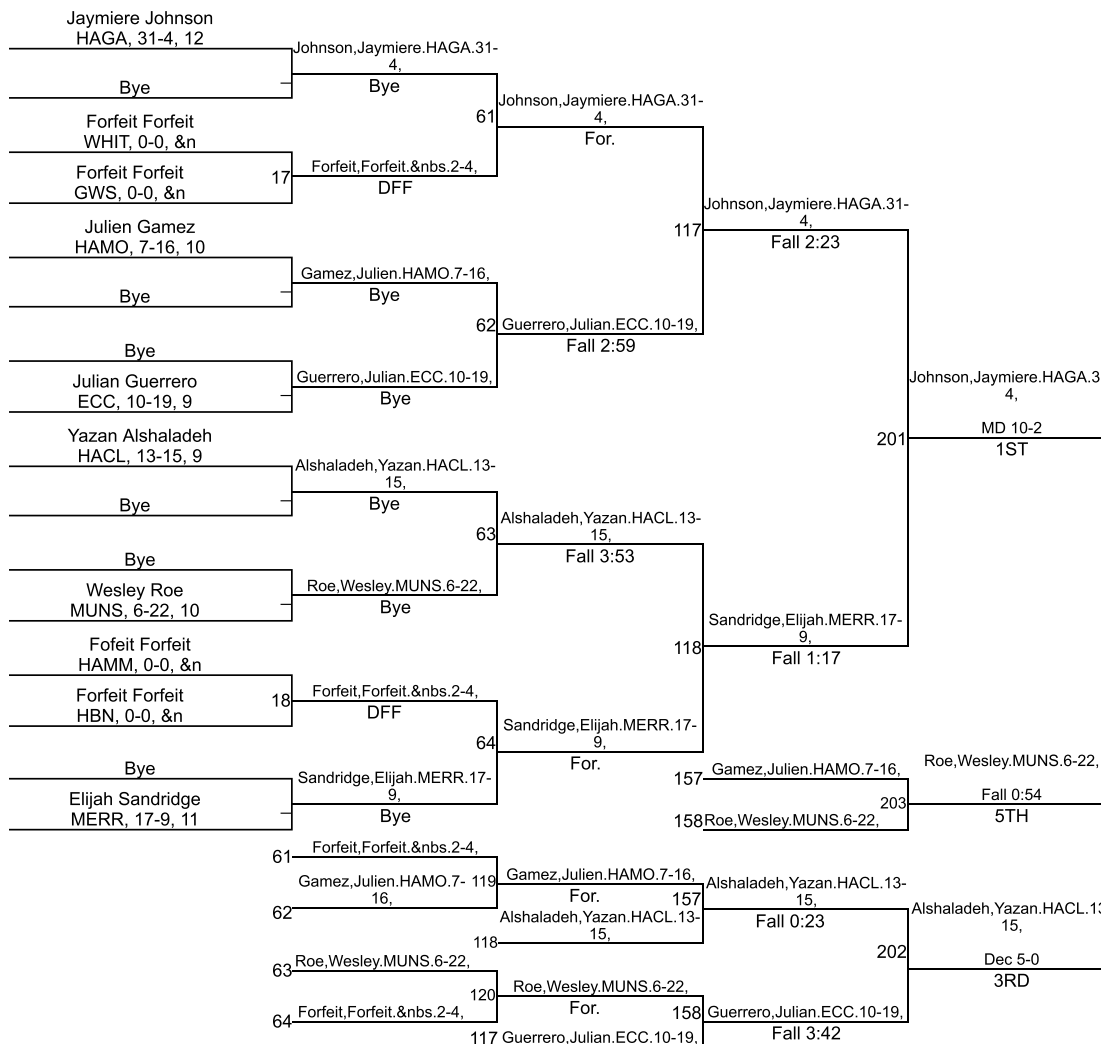 Jaymiere Johnson
HAGA, 31-4, 12
Bye
Forfeit Forfeit
WHIT, 0-0, &n
Forfeit Forfeit
GWS, 0-0, &n
17
Julien Gamez
HAMO, 7-16, 10
Bye
Bye
Julian Guerrero
ECC, 10-19, 9
Yazan Alshaladeh
HACL, 13-15, 9
Bye
Bye
Wesley Roe
MUNS, 6-22, 10
Fofeit Forfeit
HAMM, 0-0, &n
Forfeit Forfeit
HBN, 0-0, &n
18
Bye
Elijah Sandridge
MERR, 17-9, 11
Johnson,Jaymiere.HAGA.31-
4,
Bye
61
Forfeit,Forfeit.&nbs.2-4,
DFF
Gamez,Julien.HAMO.7-16,
Bye
62
Guerrero,Julian.ECC.10-19,
Bye
Alshaladeh,Yazan.HACL.13-
15,
Bye
63
Roe,Wesley.MUNS.6-22,
Bye
Forfeit,Forfeit.&nbs.2-4,
DFF
64
Sandridge,Elijah.MERR.17-
9,
Bye
Johnson,Jaymiere.HAGA.31-
4,
For.
117
Guerrero,Julian.ECC.10-19,
Fall 2:59
Alshaladeh,Yazan.HACL.13-
15,
Fall 3:53
118
Sandridge,Elijah.MERR.17-
9,
For.
Johnson,Jaymiere.HAGA.31-
4,
Fall 2:23
201
Sandridge,Elijah.MERR.17-
9,
Fall 1:17
Johnson,Jaymiere.HAGA.3
4,
MD 10-2
1ST
157
Gamez,Julien.HAMO.7-16,
158
Roe,Wesley.MUNS.6-22,
203
Roe,Wesley.MUNS.6-22,
Fall 0:54
5TH
61
Forfeit,Forfeit.&nbs.2-4,
62
Gamez,Julien.HAMO.7-
16,
119
Gamez,Julien.HAMO.7-16,
For.
118
Alshaladeh,Yazan.HACL.13-
15,
157
Alshaladeh,Yazan.HACL.13-
15,
Fall 0:23
63
Roe,Wesley.MUNS.6-22,
64
Forfeit,Forfeit.&nbs.2-4,
120
Roe,Wesley.MUNS.6-22,
For.
117
Guerrero,Julian.ECC.10-19,
158
Guerrero,Julian.ECC.10-19,
Fall 3:42
202
Alshaladeh,Yazan.HACL.13
15,
Dec 5-0
3RD